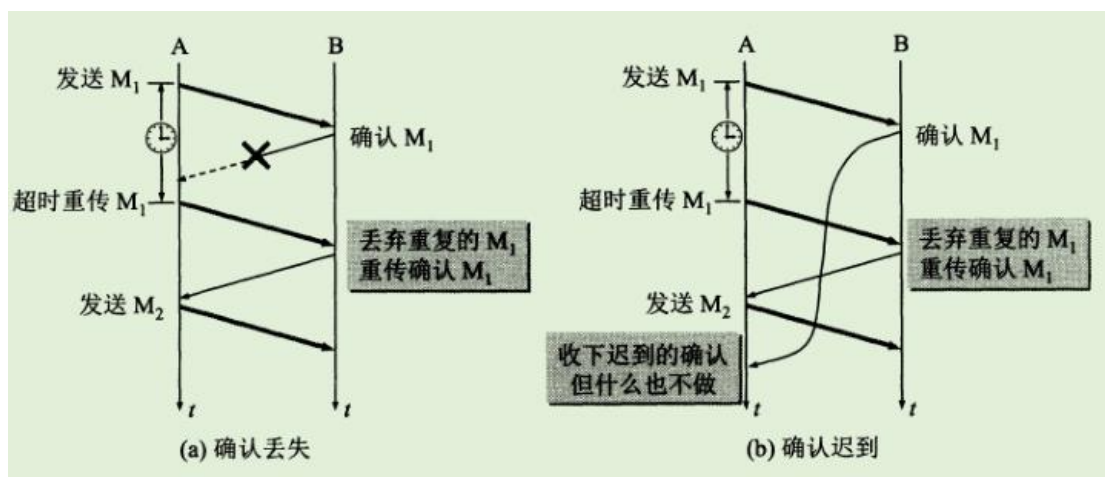 A
B
发送 M₁
确认 M₁
超时重传 M₁
丢弃重复的 M₁
重传确认 M₁
发送 M₂
t
t
(a) 确认丢失
A
B
发送 M₁
确认 M₁
超时重传 M₁
丢弃重复的 M₁
重传确认 M₁
发送 M₂
收下迟到的确认
但什么也不做
t
t
(b) 确认迟到